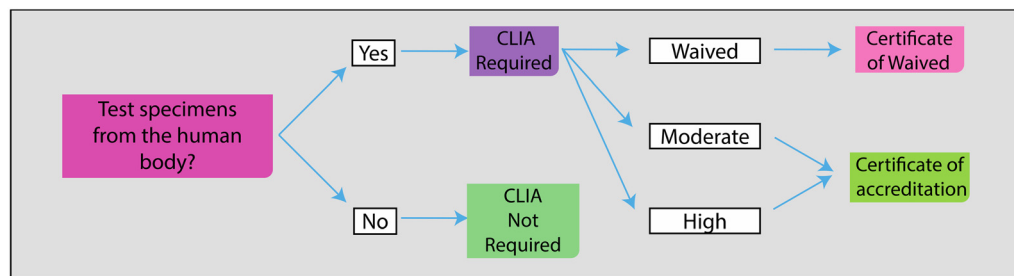 Test specimens
from the human
body?
Yes
CLIA
Required
Waived
Certificate
of Waived
Moderate
Certificate of
accreditation
High
No
CLIA
Not
Required